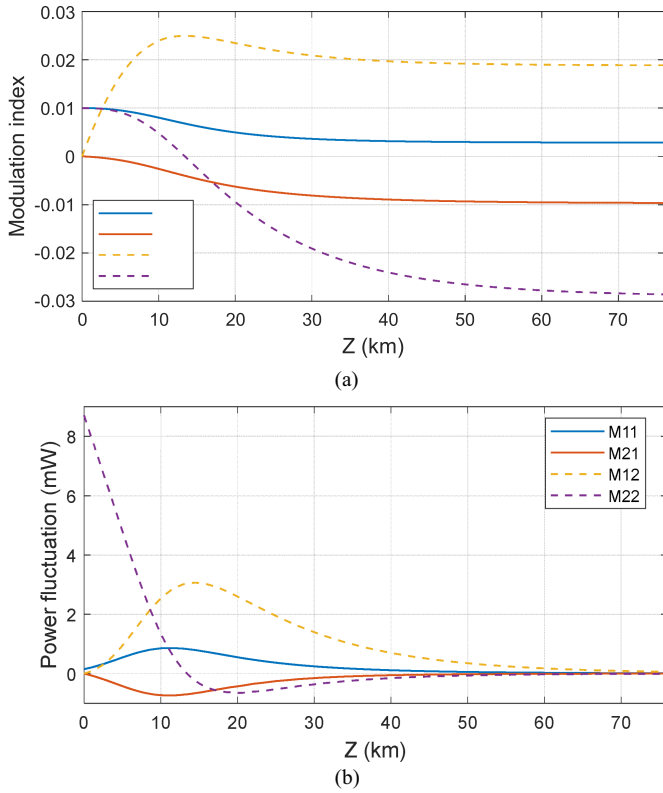 0.03
0.02
0.01
0
-0.01
-0.02
-0.03
Modulation index
0 10 20 30 40 50 60 70
Z (km)
(a)
8
6
4
2
0
Power fluctuation (mW)
M11
M21
M12
M22
0 10 20 30 40 50 60 70
Z (km)
(b)